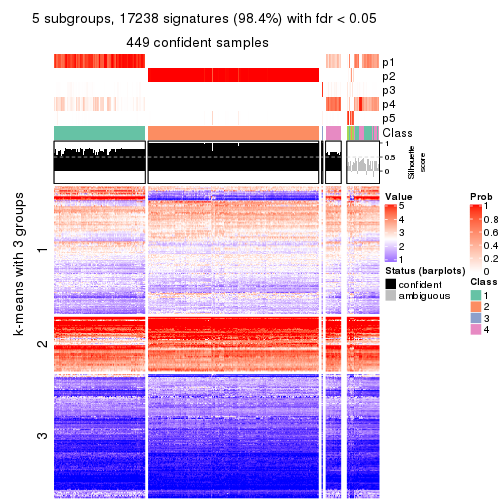 5 subgroups, 17238 signatures (98.4%) with fdr < 0.05
449 confident samples
p1
p2
p3
p4
p5
Class
1
0.5
0
Silhouette
score
k-means with 3 groups
1
2
3
Value
5
4
3
2
1
Status (barplots)
confident
ambiguous
Prob
1
0.8
0.6
0.4
0.2
0
Class
1
2
3
4